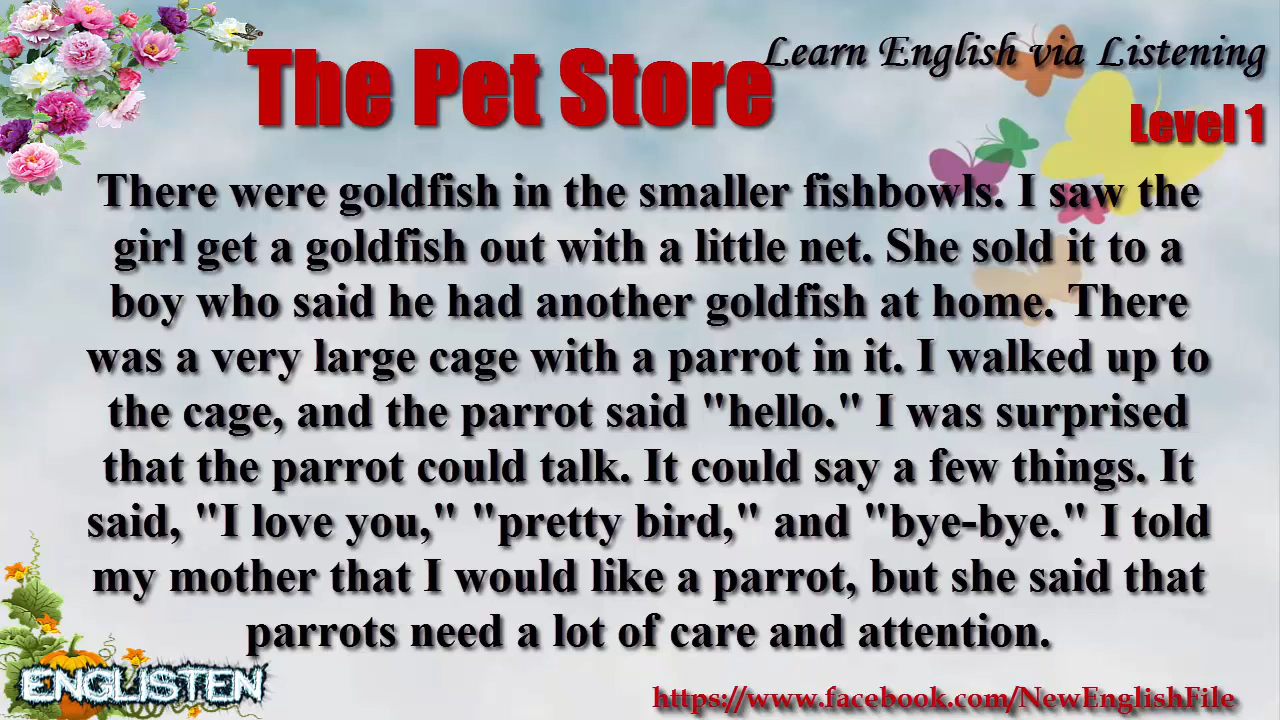 The Pet Store
Learn English via Listening
Level 1
There were goldfish in the smaller fishbowls. I saw the
girl get a goldfish out with a little net. She sold it to a
boy who said he had another goldfish at home. There
was a very large cage with a parrot in it. I walked up to
the cage, and the parrot said "hello." I was surprised
that the parrot could talk. It could say a few things. It
said, "I love you," "pretty bird," and "bye-bye." I told
my mother that I would like a parrot, but she said that
parrots need a lot of care and attention.
ENGLISTEN
https://www.facebook.com/NewEnglishFile